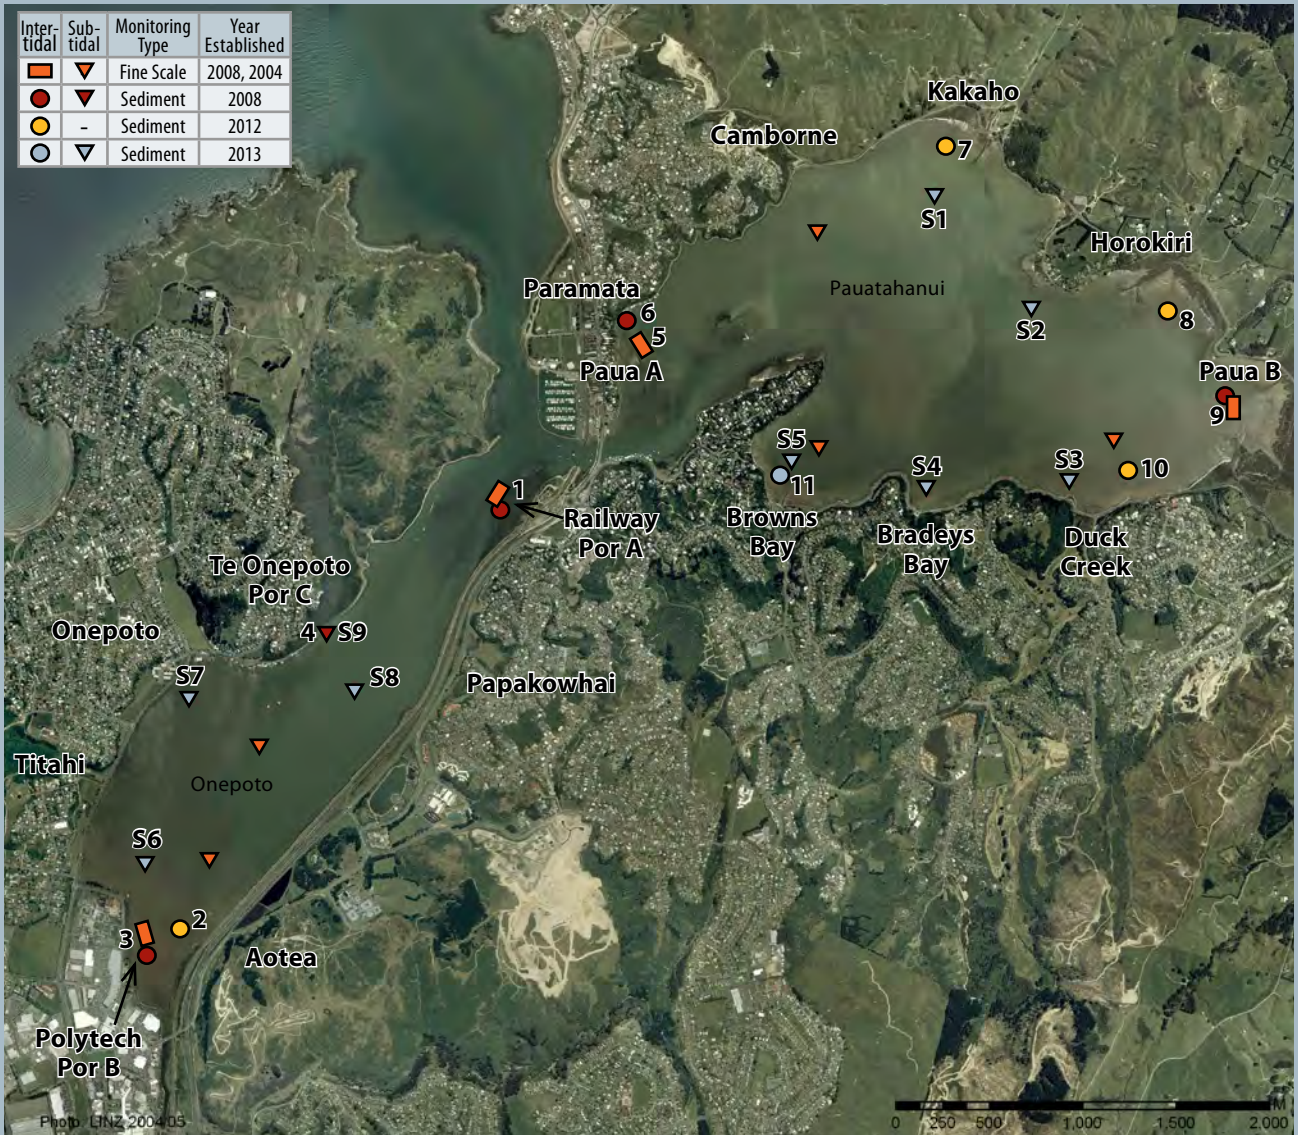 Inter-
tidal
Sub-
tidal
Monitoring
Type
Year
Established
Fine Scale
2008, 2004
Sediment
2008
-
Sediment
2012
Sediment
2013
Kakaho
Camborne
7
S1
Horokiri
Pauatahanui
Paramata
6
5
S2
8
Paua A
Paua B
9
S5
S4
S3
10
11
1
Railway
Por A
Browns
Bay
Bradeys
Bay
Duck
Creek
Te Onepoto
Por C
Onepoto
4
S9
S7
S8
Papakowhai
Titahi
Onepoto
S6
2
3
Aotea
Polytech
Por B
Photo: LINZ 2004/05
M
0
250
500
1,000
1,500
2,000